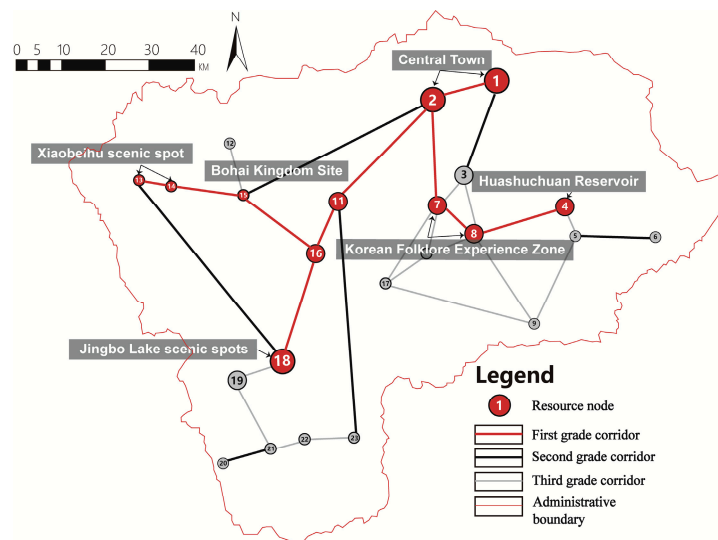 N
0 5 10 20 30 40
KM
Central Town
1
2
12
Xiaobeihu scenic spot
Bohai Kingdom Site
3
Huashuchuan Reservoir
13
14
15
11
7
4
8
5
6
Korean Folklore Experience Zone
16
17
9
Jingbo Lake scenic spots
18
19
Legend
1 Resource node
First grade corridor
Second grade corridor
Third grade corridor
Administrative
boundary
20
21
22
23